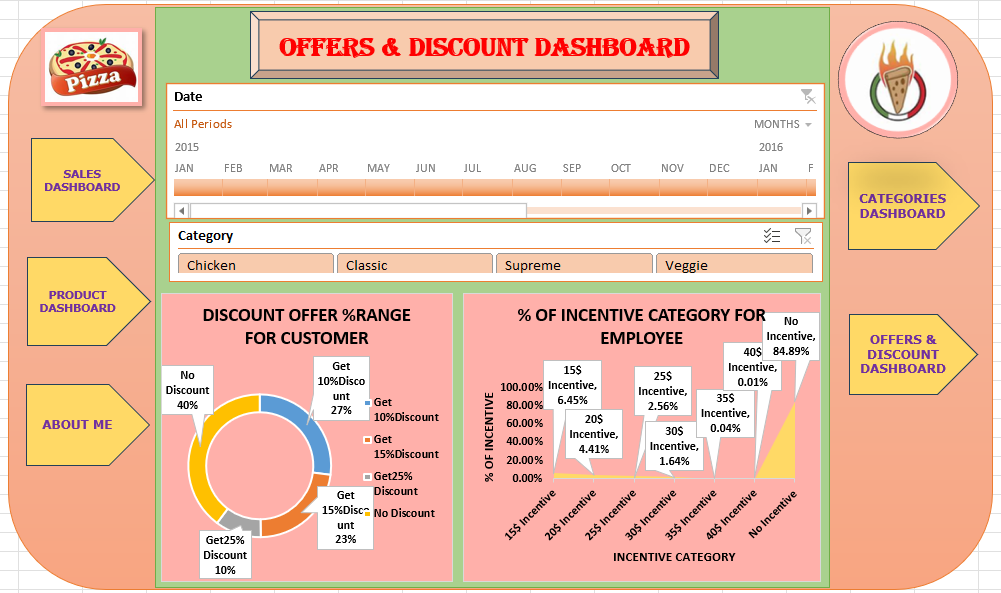 OFFERS & DISCOUNT DASHBOARD
Pizza
SALES
DASHBOARD
PRODUCT
DASHBOARD
ABOUT ME
Date
All Periods
MONTHS
2015
2016
JAN FEB MAR APR MAY JUN JUL AUG SEP OCT NOV DEC JAN F
Category
Chicken Classic Supreme Veggie
CATEGORIES
DASHBOARD
OFFERS &
DISCOUNT
DASHBOARD
DISCOUNT OFFER %RANGE
FOR CUSTOMER
No
Discount
40%
Get
10%Disco
unt
27%
Get
15%Disc
unt
23%
Get25%
Discount
10%
Get
10%Discount
Get
15%Discount
Get25%
Discount
No Discount
% OF INCENTIVE CATEGORY FOR
EMPLOYEE
% OF INCENTIVE
100.00%
80.00%
60.00%
40.00%
20.00%
0.00%
15$
Incentive,
6.45%
20$
Incentive,
4.41%
25$
Incentive,
2.56%
30$
Incentive,
1.64%
35$
Incentive,
0.04%
40$
Incentive,
0.01%
No
Incentive,
84.89%
15$ Incentive
20$ Incentive
25$ Incentive
30$ Incentive
35$ Incentive
40$ Incentive
No Incentive
INCENTIVE CATEGORY